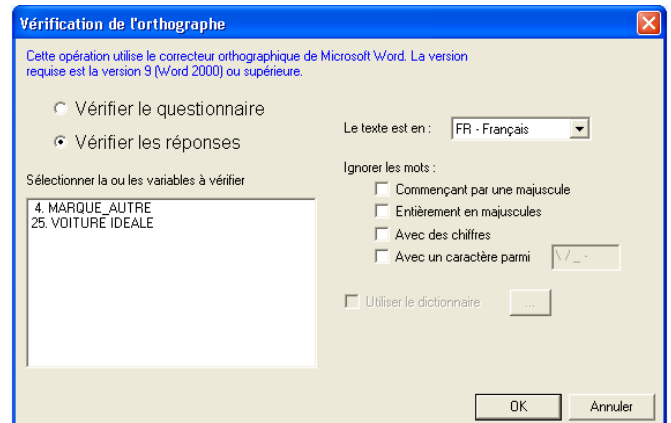 Vérification de l'orthographe
Cette opération utilise le correcteur orthographique de Microsoft Word. La version
requise est la version 9 (Word 2000) ou supérieure.
Vérifier le questionnaire
Vérifier les réponses
Sélectionner la ou les variables à vérifier
4. MARQUE_AUTRE
25. VOITURE IDEALE
Le texte est en :
FR - Français
Ignorer les mots :
Commençant par une majuscule
Entièrement en majuscules
Avec des chiffres
Avec un caractère parmi
\/_-
Utiliser le dictionnaire
...
OK
Annuler